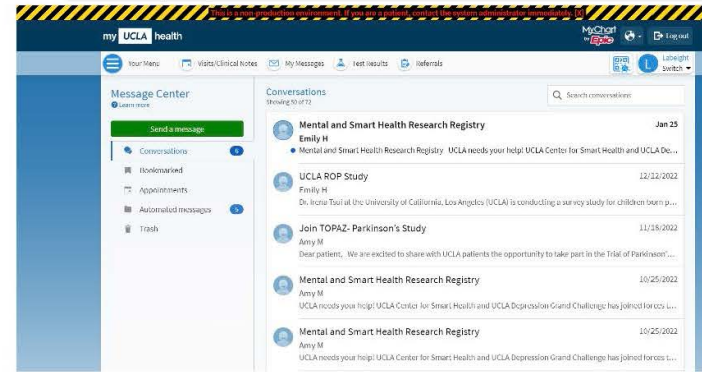 This is a non-production environment. If you are a patient, contact the system administrator immediately. [X]
my UCLA health
MyChart by Epic
Log out
Your Menu
Visits/Clinical Notes
My Messages
Test Results
Referrals
L
Labeight
Switch
Message Center
Learn more
Send a message
Conversations
Bookmarked
Appointments
Automated messages
Trash
Conversations
Showing 50 of 72
Search conversations
Mental and Smart Health Research Registry
Jan 25
Emily H
Mental and Smart Health Research Registry UCLA needs your help! UCLA Center for Smart Health and UCLA De...
UCLA ROP Study
12/12/2022
Emily H
Dr. Irena Tsui at the University of California, Los Angeles (UCLA) is conducting a survey study for children born p...
Join TOPAZ- Parkinson's Study
11/18/2022
Amy M
Dear patient, We are excited to share with UCLA patients the opportunity to take part in the Trial of Parkinson'...
Mental and Smart Health Research Registry
10/25/2022
Amy M
UCLA needs your help! UCLA Center for Smart Health and UCLA Depression Grand Challenge has joined forces t...
Mental and Smart Health Research Registry
10/25/2022
Amy M
UCLA needs your help! UCLA Center for Smart Health and UCLA Depression Grand Challenge has joined forces t...